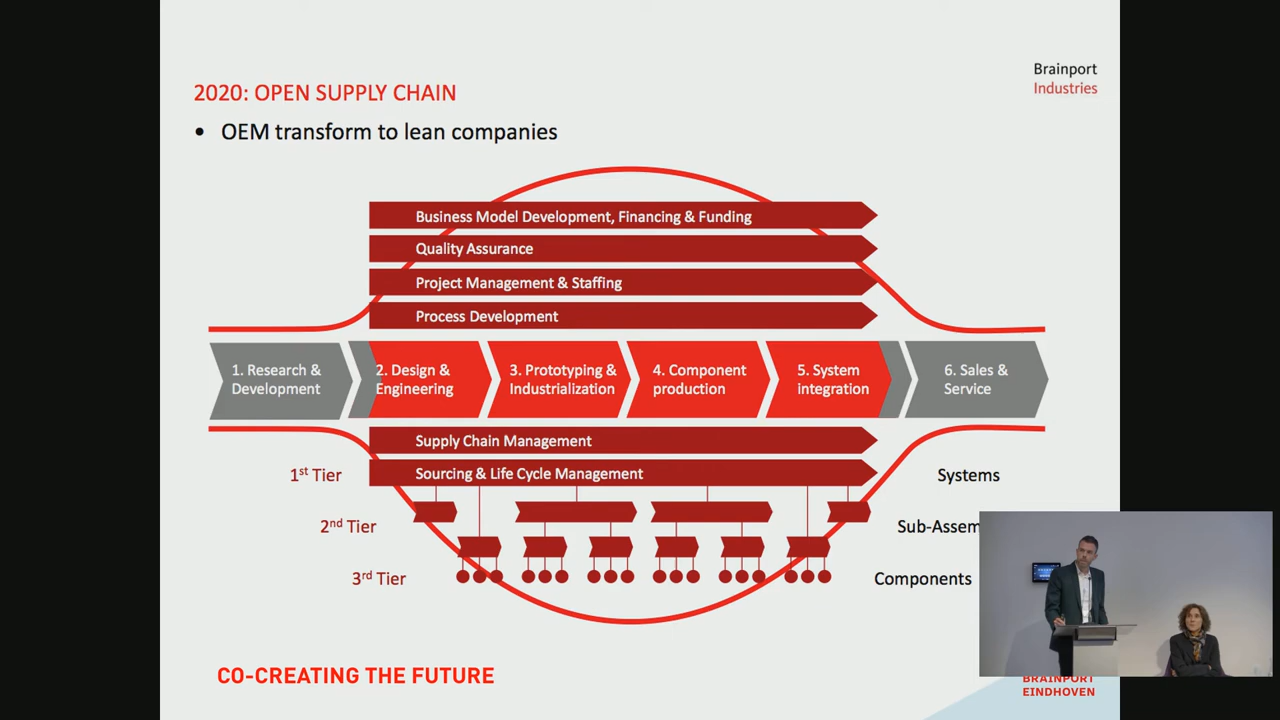 Brainport
Industries
2020: OPEN SUPPLY CHAIN
• OEM transform to lean companies
Business Model Development, Financing & Funding
Quality Assurance
Project Management & Staffing
Process Development
1. Research &
Development
2. Design &
Engineering
3. Prototyping &
Industrialization
4. Component
production
5. System
integration
6. Sales &
Service
Supply Chain Management
Sourcing & Life Cycle Management
1st Tier
Systems
2nd Tier
Sub-Assem
3rd Tier
Components
CO-CREATING THE FUTURE
BRAINPORT
EINDHOVEN